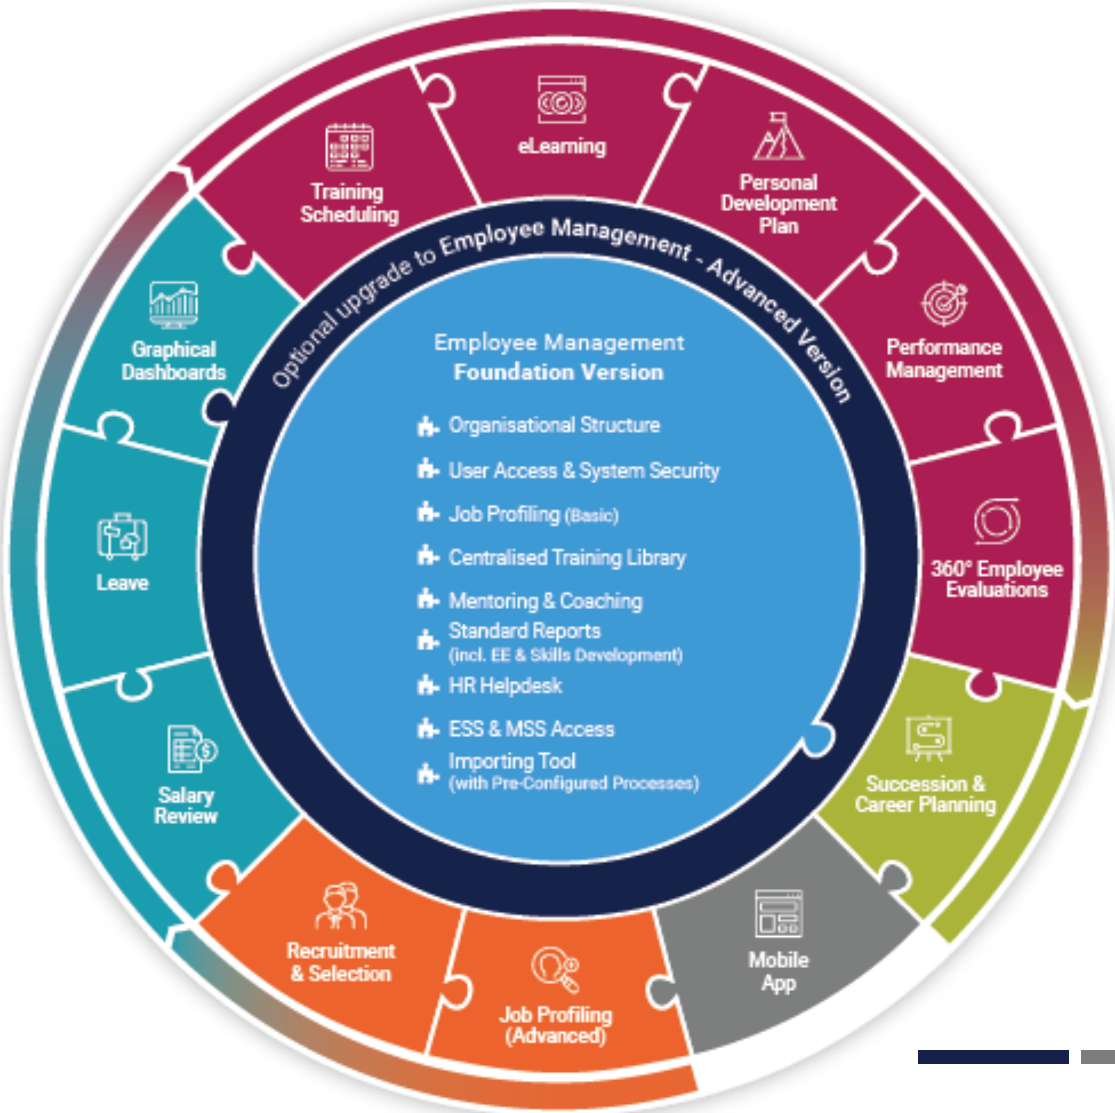 eLearning
Personal
Development
Plan
Performance
Management
360° Employee
Evaluations
Succession &
Career Planning
Mobile
App
Job Profiling
(Advanced)
Recruitment
& Selection
Salary
Review
Leave
Graphical
Dashboards
Training
Scheduling
Optional upgrade to Employee Management - Advanced Version
Employee Management
Foundation Version
Organisational Structure
User Access & System Security
Job Profiling (Basic)
Centralised Training Library
Mentoring & Coaching
Standard Reports
(incl. EE & Skills Development)
HR Helpdesk
ESS & MSS Access
Importing Tool
(with Pre-Configured Processes)